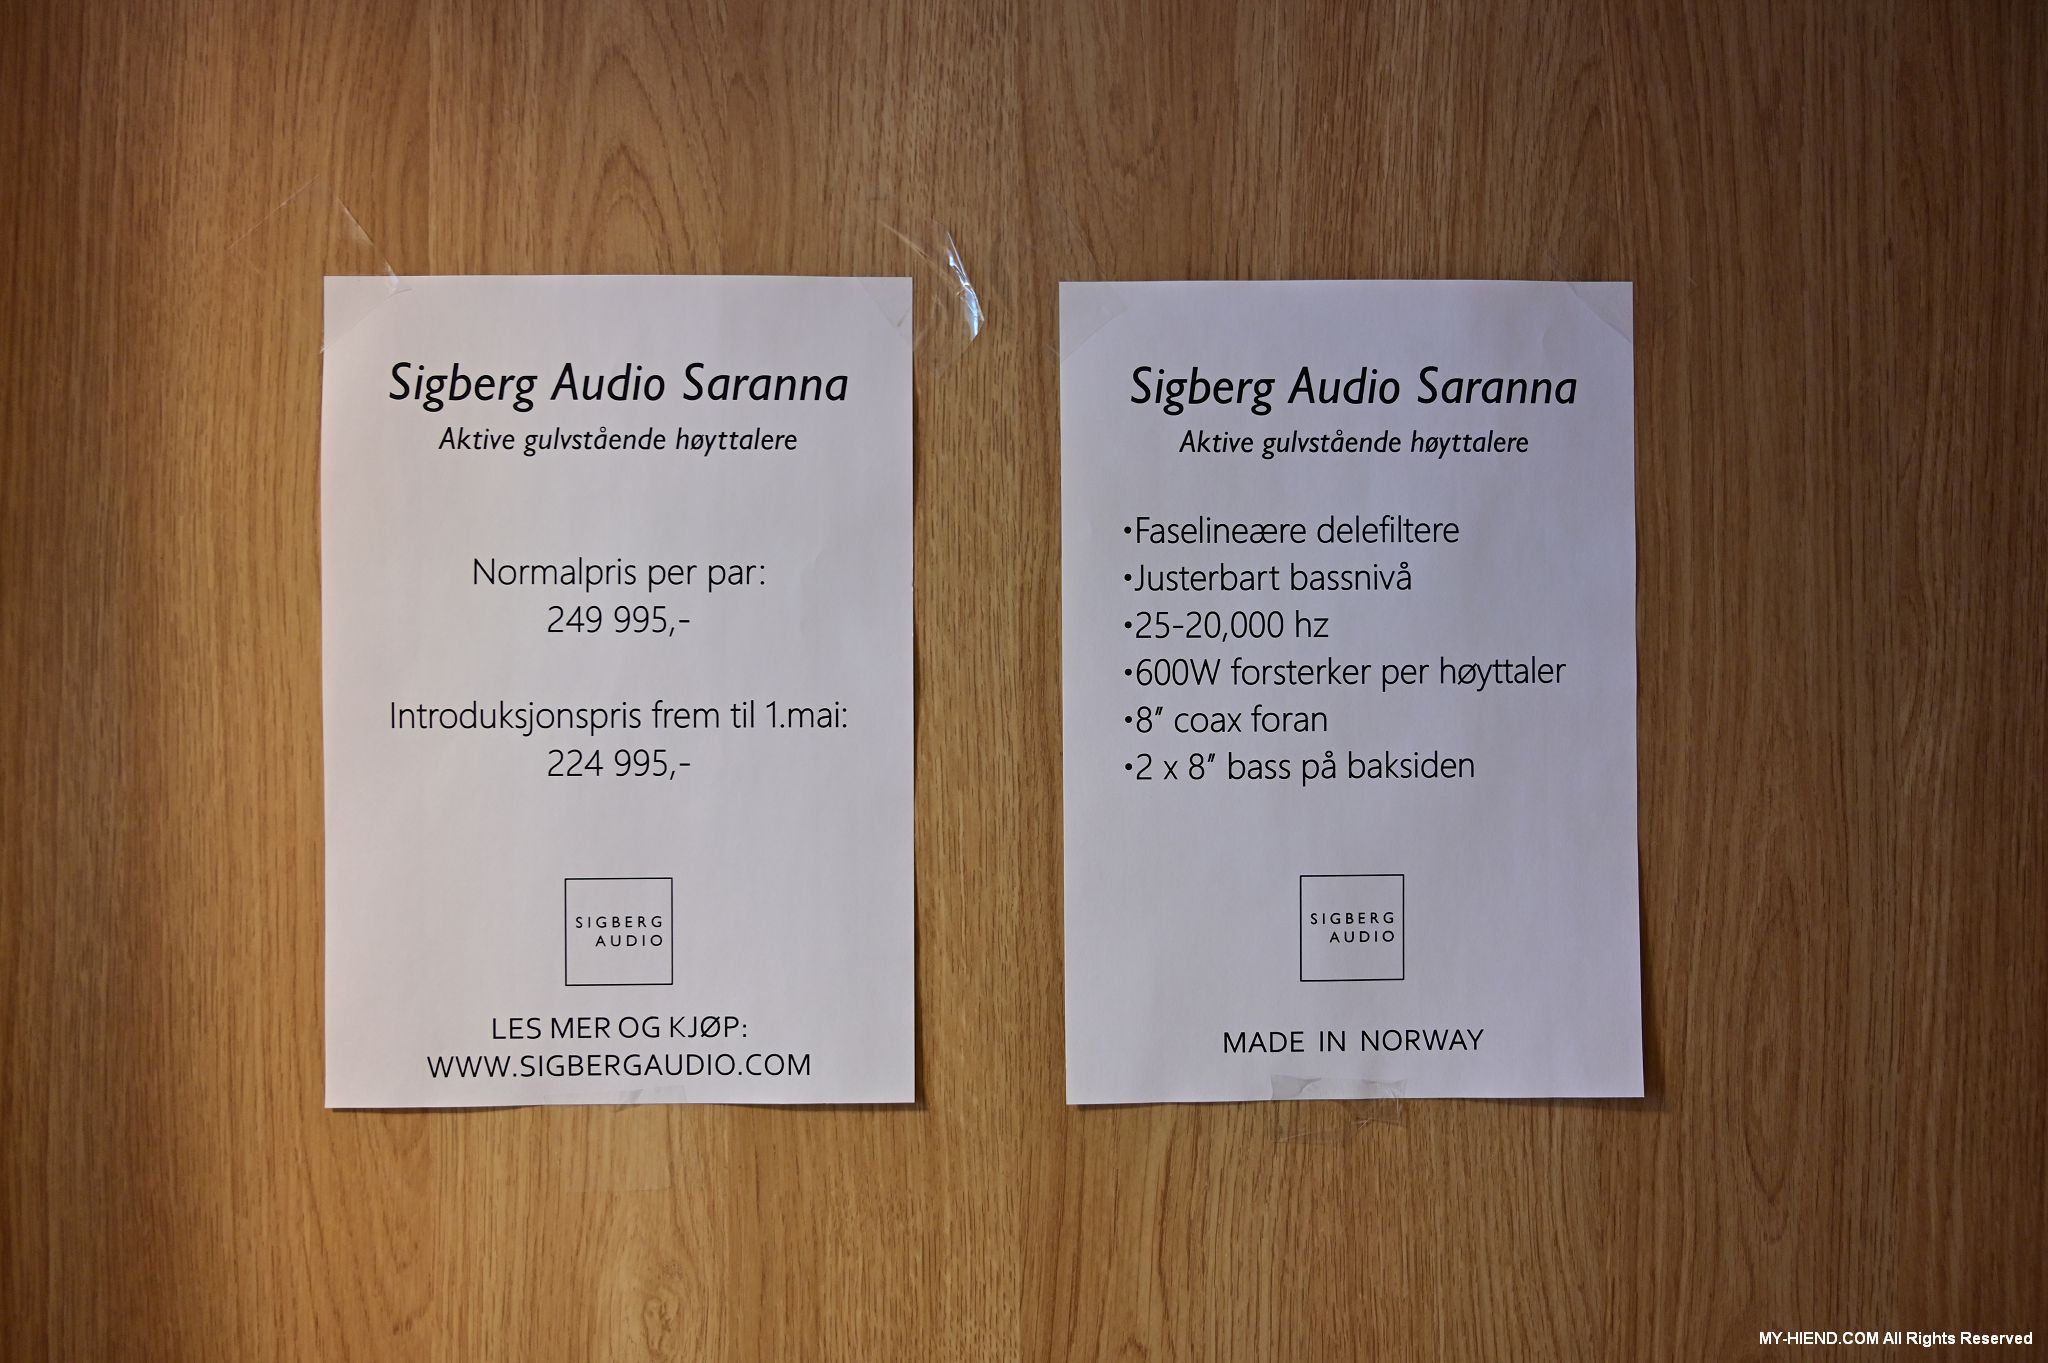 Sigberg Audio Saranna
Aktive gulvstående høyttalere
Normalpris per par:
249 995,-
Introduksjonspris frem til 1.mai:
224 995,-
SIGBERG
AUDIO
LES MER OG KJØP:
WWW.SIGBERGAUDIO.COM
Sigberg Audio Saranna
Aktive gulvstående høyttalere
•Faselineære delefiltere
•Justerbart bassnivå
•25-20,000 hz
•600W forsterker per høyttaler
•8” coax foran
•2 x 8” bass på baksiden
SIGBERG
AUDIO
MADE IN NORWAY
MY-HIEND.COM All Rights Reserved